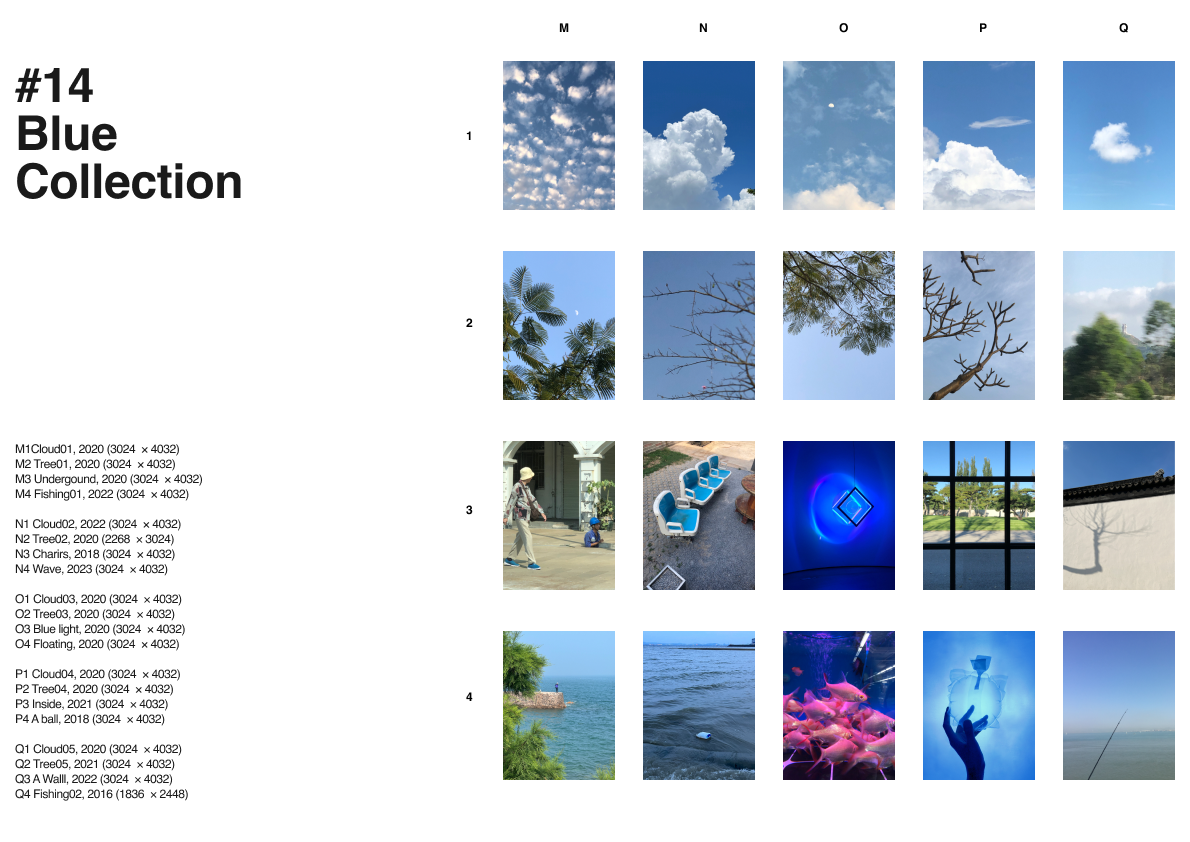 #14
Blue
Collection
M N O P Q
1
2
3
4
M1Cloud01, 2020 (3024 × 4032)
M2 Tree01, 2020 (3024 × 4032)
M3 Undergound, 2020 (3024 × 4032)
M4 Fishing01, 2022 (3024 × 4032)
N1 Cloud02, 2022 (3024 × 4032)
N2 Tree02, 2020 (2268 × 3024)
N3 Charirs, 2018 (3024 × 4032)
N4 Wave, 2023 (3024 × 4032)
O1 Cloud03, 2020 (3024 × 4032)
O2 Tree03, 2020 (3024 × 4032)
O3 Blue light, 2020 (3024 × 4032)
O4 Floating, 2020 (3024 × 4032)
P1 Cloud04, 2020 (3024 × 4032)
P2 Tree04, 2020 (3024 × 4032)
P3 Inside, 2021 (3024 × 4032)
P4 A ball, 2018 (3024 × 4032)
Q1 Cloud05, 2020 (3024 × 4032)
Q2 Tree05, 2021 (3024 × 4032)
Q3 A Walll, 2022 (3024 × 4032)
Q4 Fishing02, 2016 (1836 × 2448)